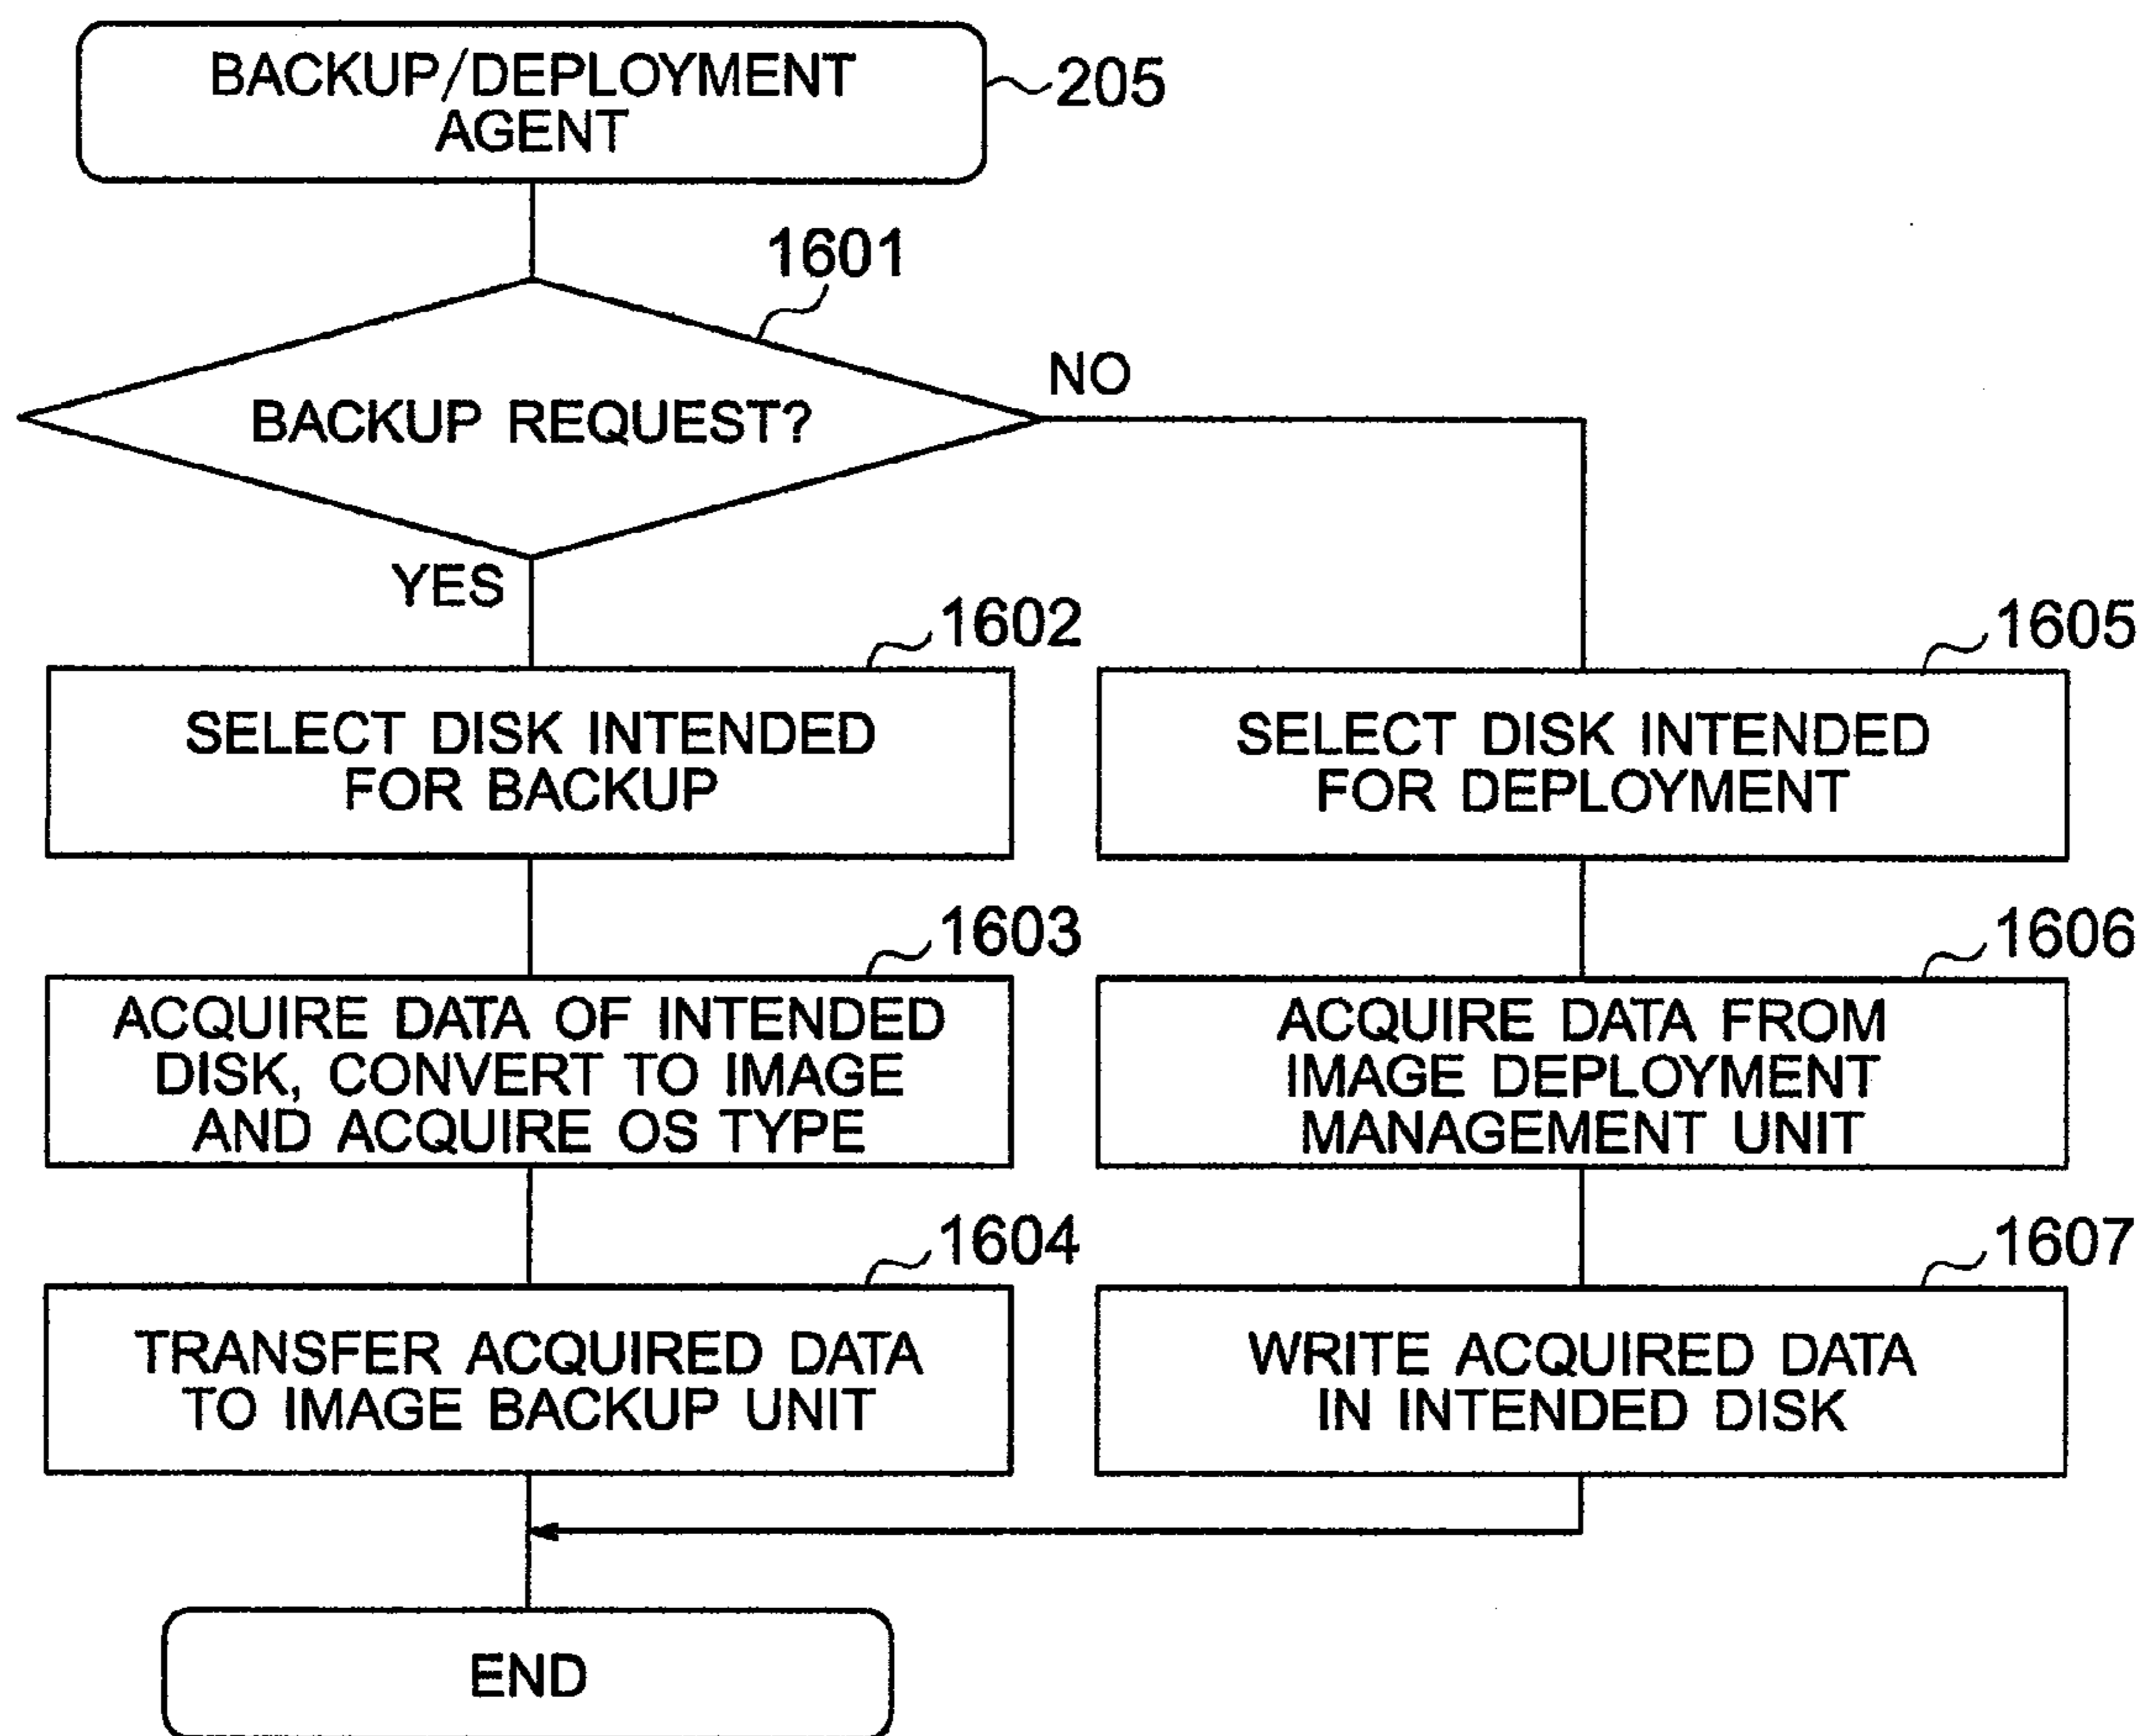 BACKUP/DEPLOYMENT
AGENT
205
1601
BACKUP REQUEST?
NO
YES
1602
SELECT DISK INTENDED
FOR BACKUP
1603
ACQUIRE DATA OF INTENDED
DISK, CONVERT TO IMAGE
AND ACQUIRE OS TYPE
1604
TRANSFER ACQUIRED DATA
TO IMAGE BACKUP UNIT
1605
SELECT DISK INTENDED
FOR DEPLOYMENT
1606
ACQUIRE DATA FROM
IMAGE DEPLOYMENT
MANAGEMENT UNIT
1607
WRITE ACQUIRED DATA
IN INTENDED DISK
END